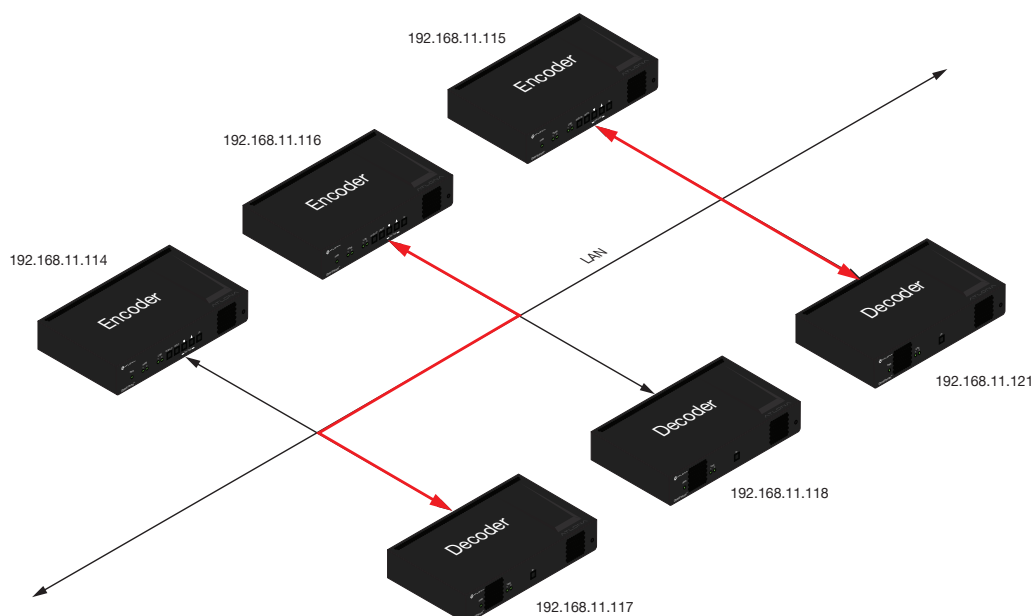 192.168.11.115
Encoder
192.168.11.116
Encoder
LAN
192.168.11.114
Encoder
Decoder
192.168.11.121
Decoder
192.168.11.118
Decoder
192.168.11.117